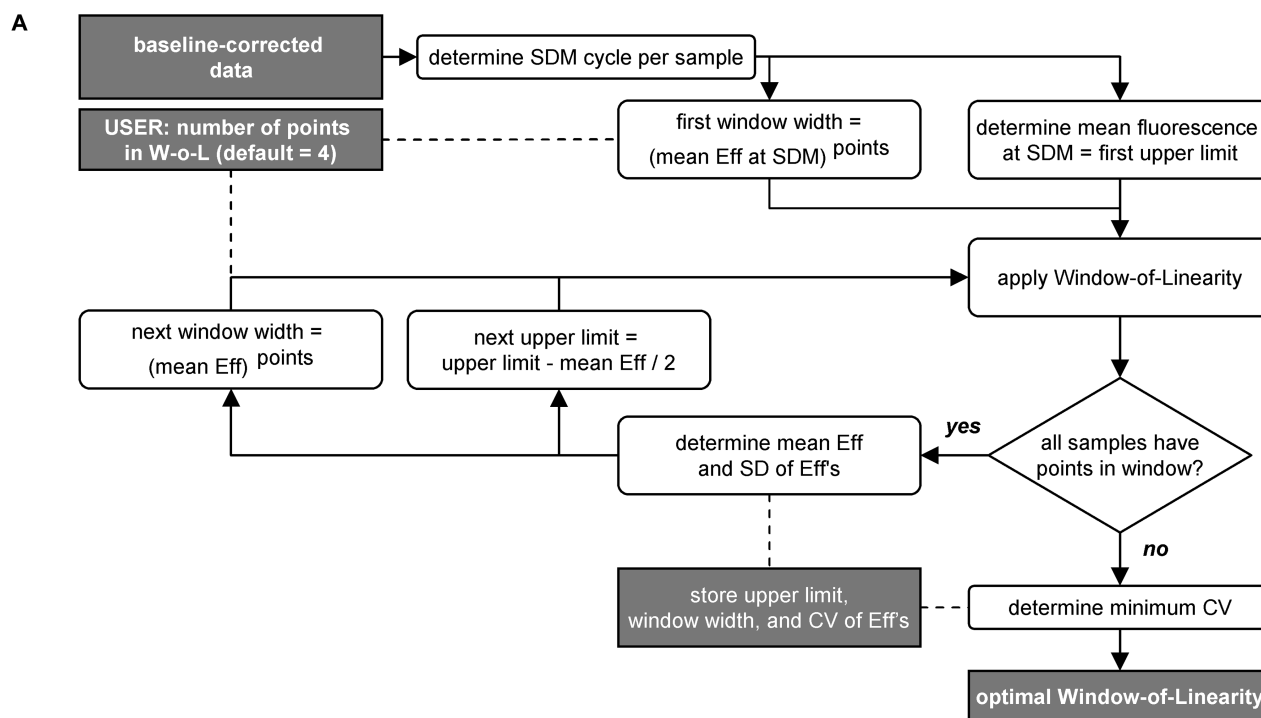 A
baseline-corrected
data
determine SDM cycle per sample
USER: number of points
in W-o-L (default = 4)
first window width =
(mean Eff at SDM) points
determine mean fluorescence
at SDM = first upper limit
apply Window-of-Linearity
next window width =
(mean Eff) points
next upper limit =
upper limit - mean Eff / 2
determine mean Eff
and SD of Eff's
yes
all samples have
points in window?
no
store upper limit,
window width, and CV of Eff's
determine minimum CV
optimal Window-of-Linearity